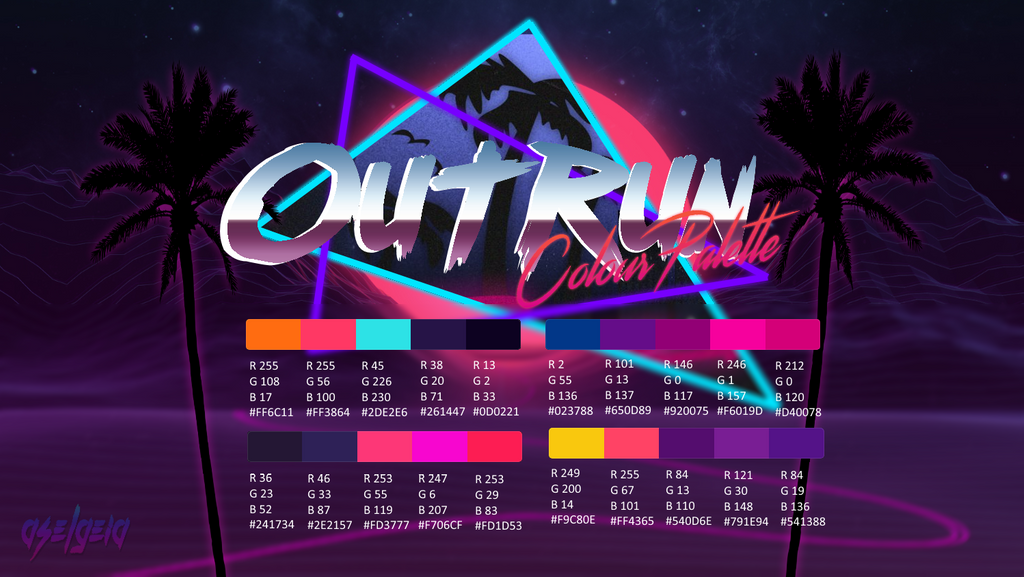 OutRun
Colour Palette
R 255 R 255 R 45 R 38 R 13
G 108 G 56 G 226 G 20 G 2
B 17 B 100 B 230 B 71 B 33
#FF6C11 #FF3864 #2DE2E6 #261447 #0D0221
R 2 R 101 R 146 R 246 R 212
G 55 G 13 G 0 G 1 G 0
B 136 B 137 B 117 B 157 B 120
#023788 #650D89 #920075 #F6019D #D40078
R 36 R 46 R 253 R 247 R 253
G 23 G 33 G 55 G 6 G 29
B 52 B 87 B 119 B 207 B 83
#241734 #2E2157 #FD3777 #F706CF #FD1D53
R 249 R 255 R 84 R 121 R 84
G 200 G 67 G 13 G 30 G 19
B 14 B 101 B 110 B 148 B 136
#F9C80E #FF4365 #540D6E #791E94 #541388
aselgeia